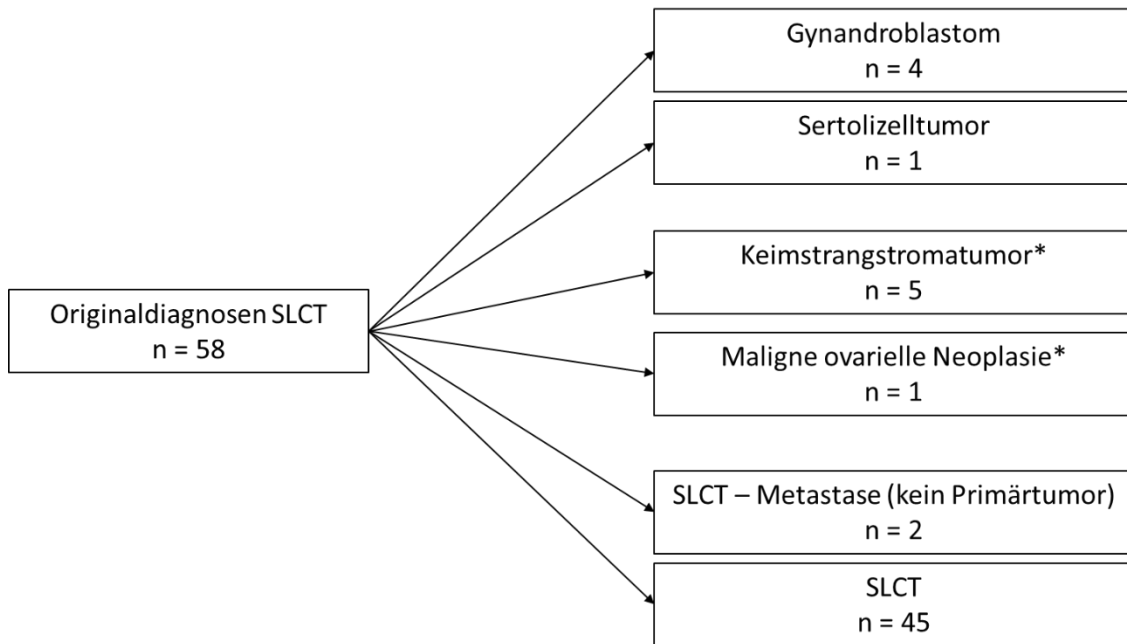 Gynandroblastom
n = 4
Sertolizelltumor
n = 1
Keimstrangstromatumor*
n = 5
Originaldiagnosen SLCT
n = 58
Maligne ovarielle Neoplasie*
n = 1
SLCT – Metastase (kein Primärtumor)
n = 2
SLCT
n = 45